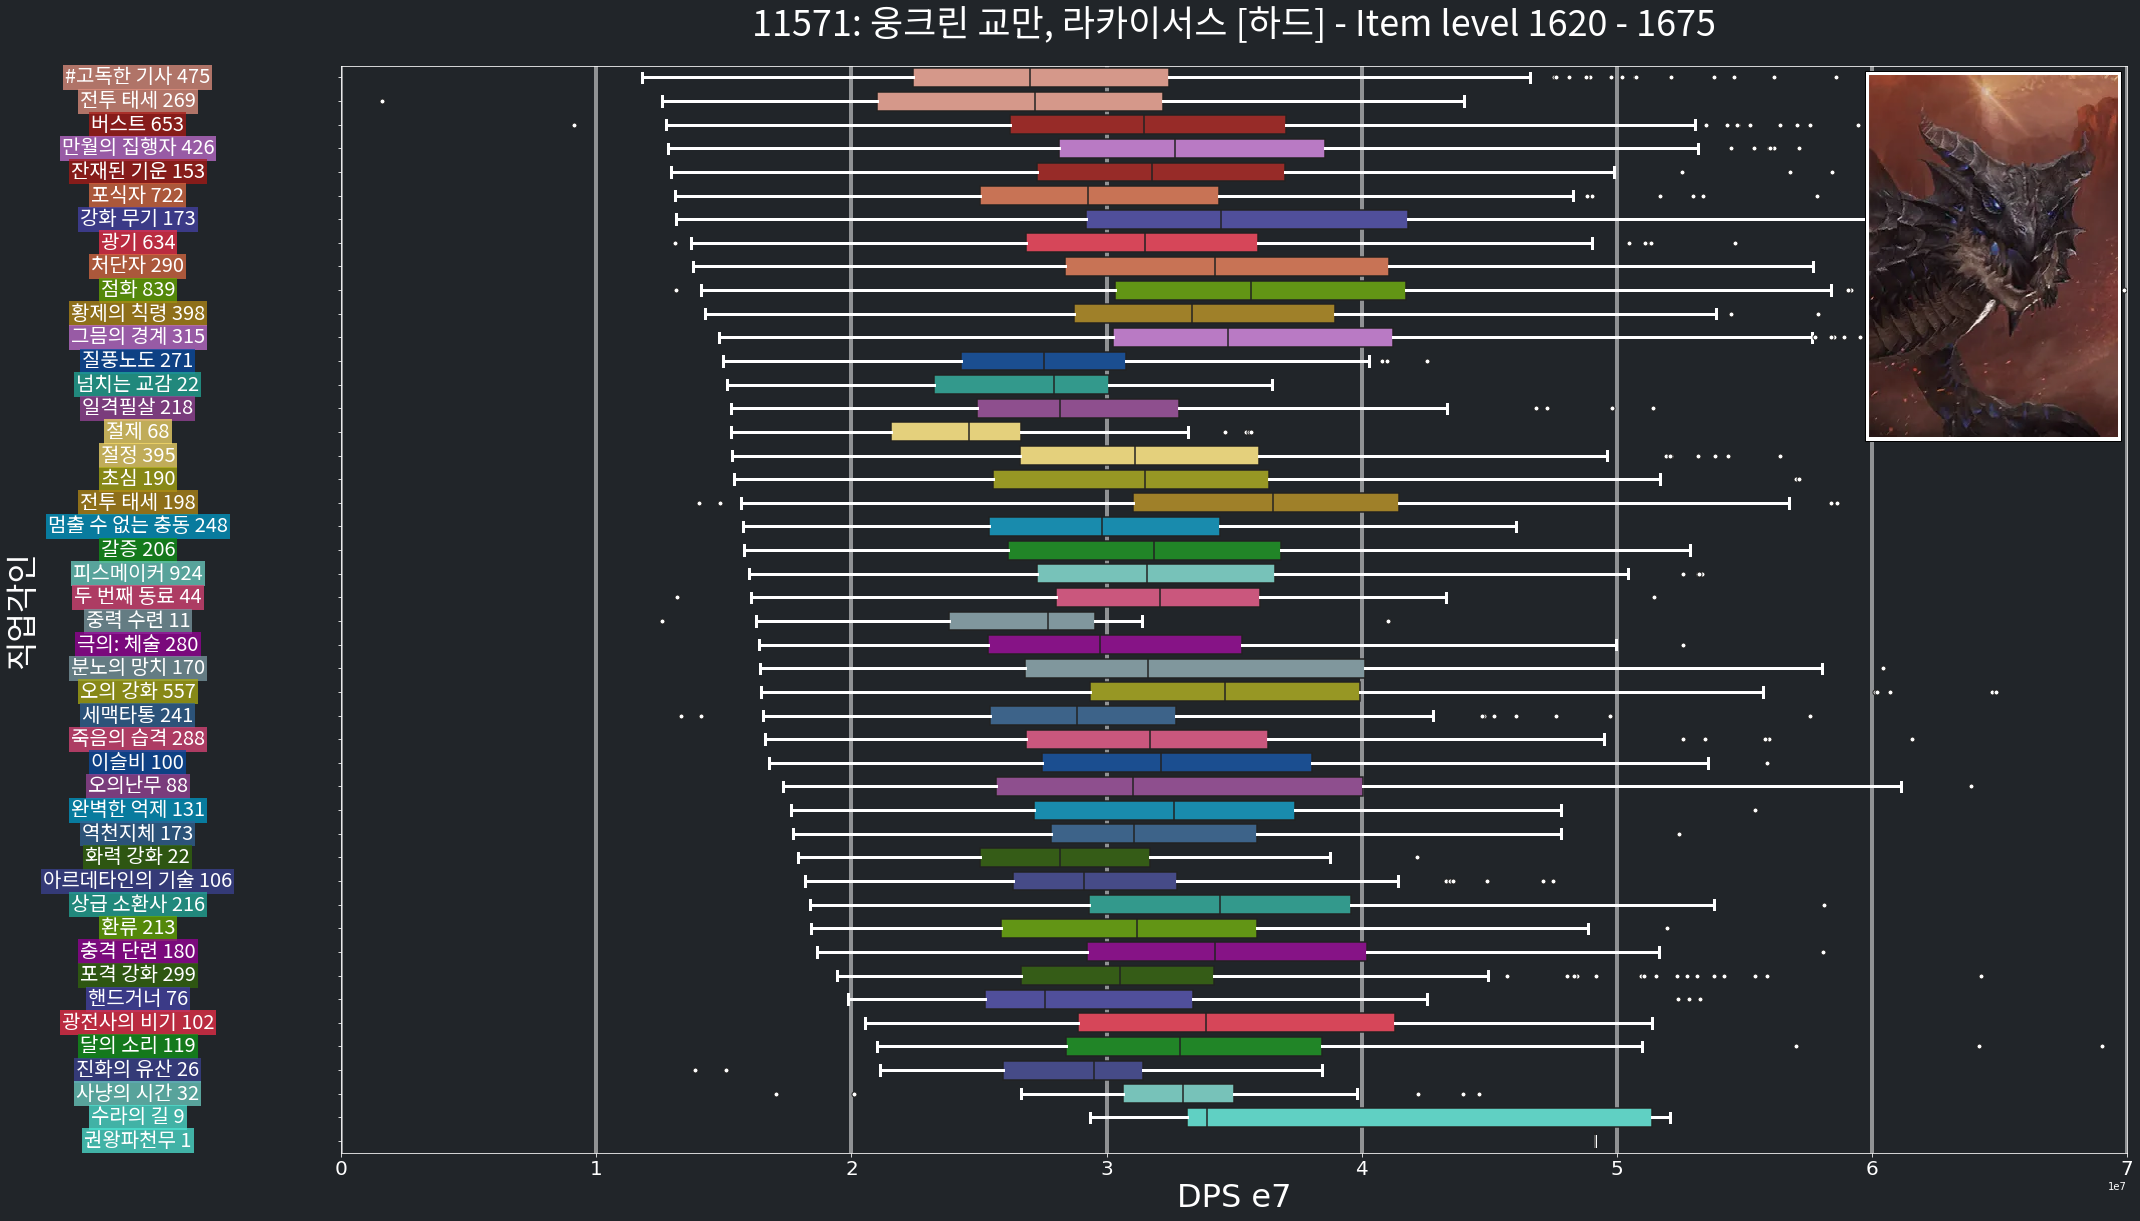 11571: 웅크린 교만, 라카이서스 [하드] - Item level 1620 - 1675
직업각인
#고독한 기사 475
전투 태세 269
버스트 653
만월의 집행자 426
잔재된 기운 153
포식자 722
강화 무기 173
광기 634
처단자 290
점화 839
황제의 칙령 398
그믐의 경계 315
질풍노도 271
넘치는 교감 22
일격필살 218
절제 68
절정 395
초심 190
전투 태세 198
멈출 수 없는 충동 248
갈증 206
피스메이커 924
두 번째 동료 44
중력 수련 11
극의: 체술 280
분노의 망치 170
오의 강화 557
세맥타통 241
죽음의 습격 288
이슬비 100
오의난무 88
완벽한 억제 131
역천지체 173
화력 강화 22
아르데타인의 기술 106
상급 소환사 216
환류 213
충격 단련 180
포격 강화 299
핸드거너 76
광전사의 비기 102
달의 소리 119
진화의 유산 26
사냥의 시간 32
수라의 길 9
권왕파천무 1
0 1 2 3 4 5 6 7
1e7
DPS e7